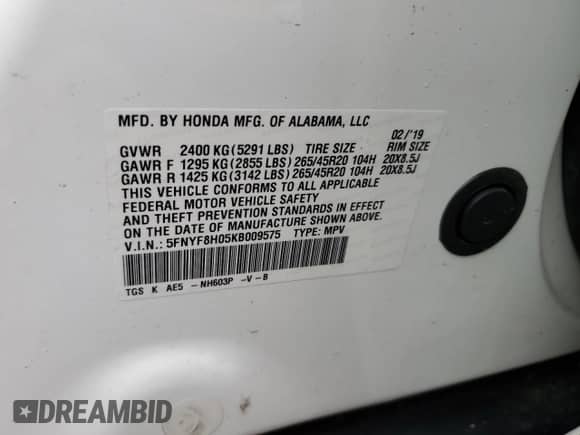 MFD. BY HONDA MFG. OF ALABAMA, LLC
02/'19
GVWR 2400 KG(5291 LBS) TIRE SIZE RIM SIZE
GAWR F 1295 KG(2855 LBS) 265/45R20 104H 20X8.5J
GAWR R 1425 KG(3142 LBS) 265/45R20 104H 20X8.5J
THIS VEHICLE CONFORMS TO ALL APPLICABLE
FEDERAL MOTOR VEHICLE SAFETY
AND THEFT PREVENTION STANDARDS IN EFFECT
ON THE DATE OF MANUFACTURE SHOWN ABOVE.
V.I.N.: 5FNYF8H05KB009575 TYPE: MPV
TGS K AE5 -NH603P -V-B
DREAMBID